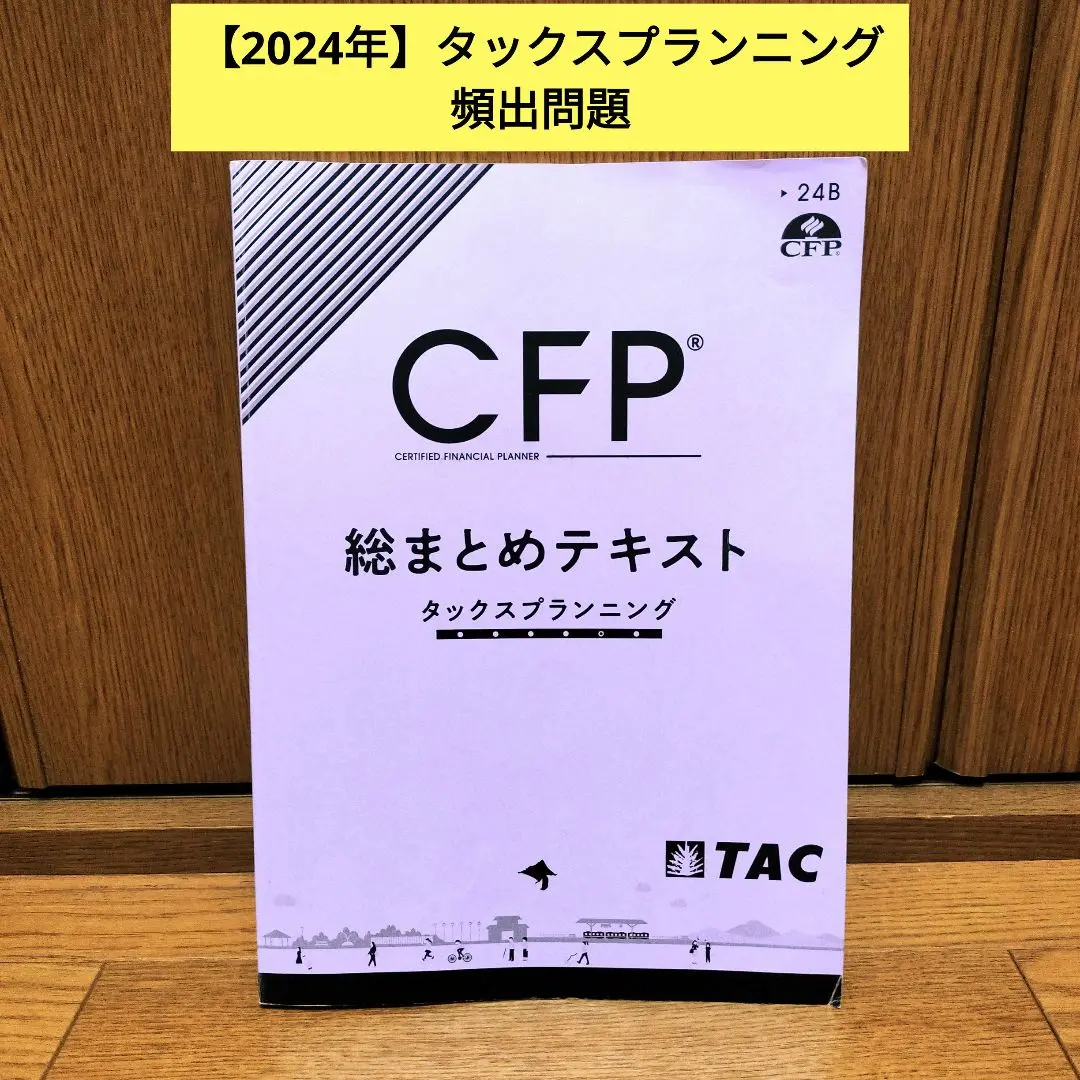 【2024年】タックスプランニング
頻出問題
▶ 24B
CFP®
CFP®
CERTIFIED FINANCIAL PLANNER
総まとめテキスト
タックスプランニング
TAC